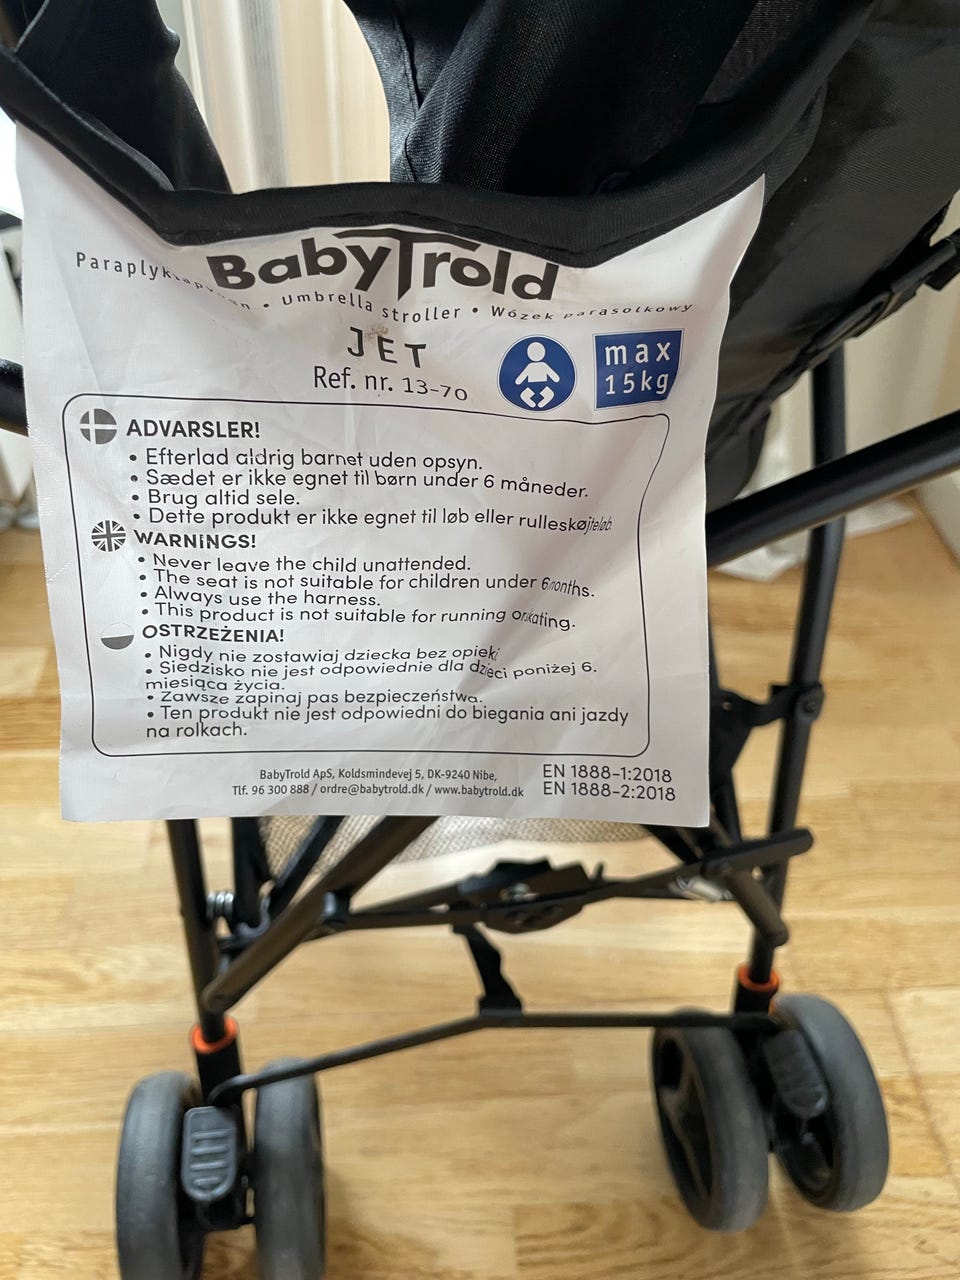 BabyTrold
Umbrella stroller • Wózek parasolkowy
JET
Ref. nr. 13-70
max
15kg
ADVARSLER!
• Efterlad aldrig barnet uden opsyn.
• Sædet er ikke egnet til børn under 6 måneder.
• Brug altid sele.
• Dette produkt er ikke egnet til løb eller rulleskøjteløb.
WARNINGS!
• Never leave the child unattended.
• The seat is not suitable for children under 6 months.
• Always use the harness.
• This product is not suitable for running or skating.
OSTRZEŻENIA!
• Nigdy nie zostawiaj dziecka bez opieki
• Siedzisko nie jest odpowiednie dla dzieci poniżej 6.
miesiąca życia.
• Zawsze zapinaj pas bezpieczeństwa.
• Ten produkt nie jest odpowiedni do biegania ani jazdy
na rolkach.
BabyTrold ApS, Koldsmindevej 5, DK-9240 Nibe,
Tlf. 96 300 888 / ordre@babytrold.dk / www.babytrold.dk
EN 1888-1:2018
EN 1888-2:2018